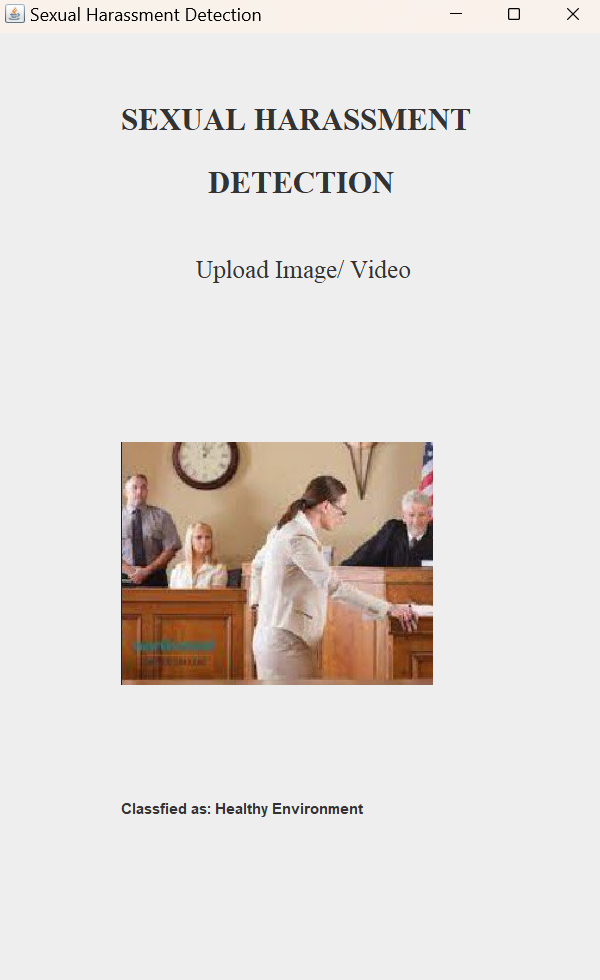 Sexual Harassment Detection
SEXUAL HARASSMENT
DETECTION
Upload Image/ Video
Classfied as: Healthy Environment